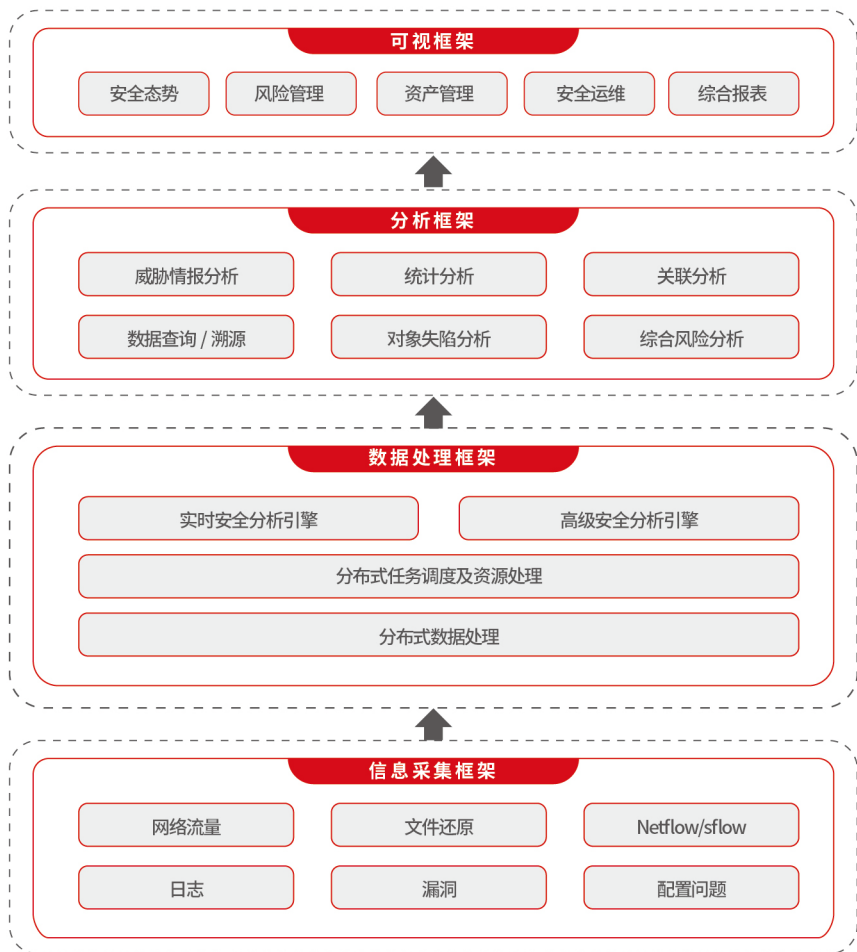 可视框架
安全态势 风险管理 资产管理 安全运维 综合报表
分析框架
威胁情报分析 统计分析 关联分析
数据查询 / 溯源 对象失陷分析 综合风险分析
数据处理框架
实时安全分析引擎 高级安全分析引擎
分布式任务调度及资源处理
分布式数据处理
信息采集框架
网络流量 文件还原 Netflow/sflow
日志 漏洞 配置问题